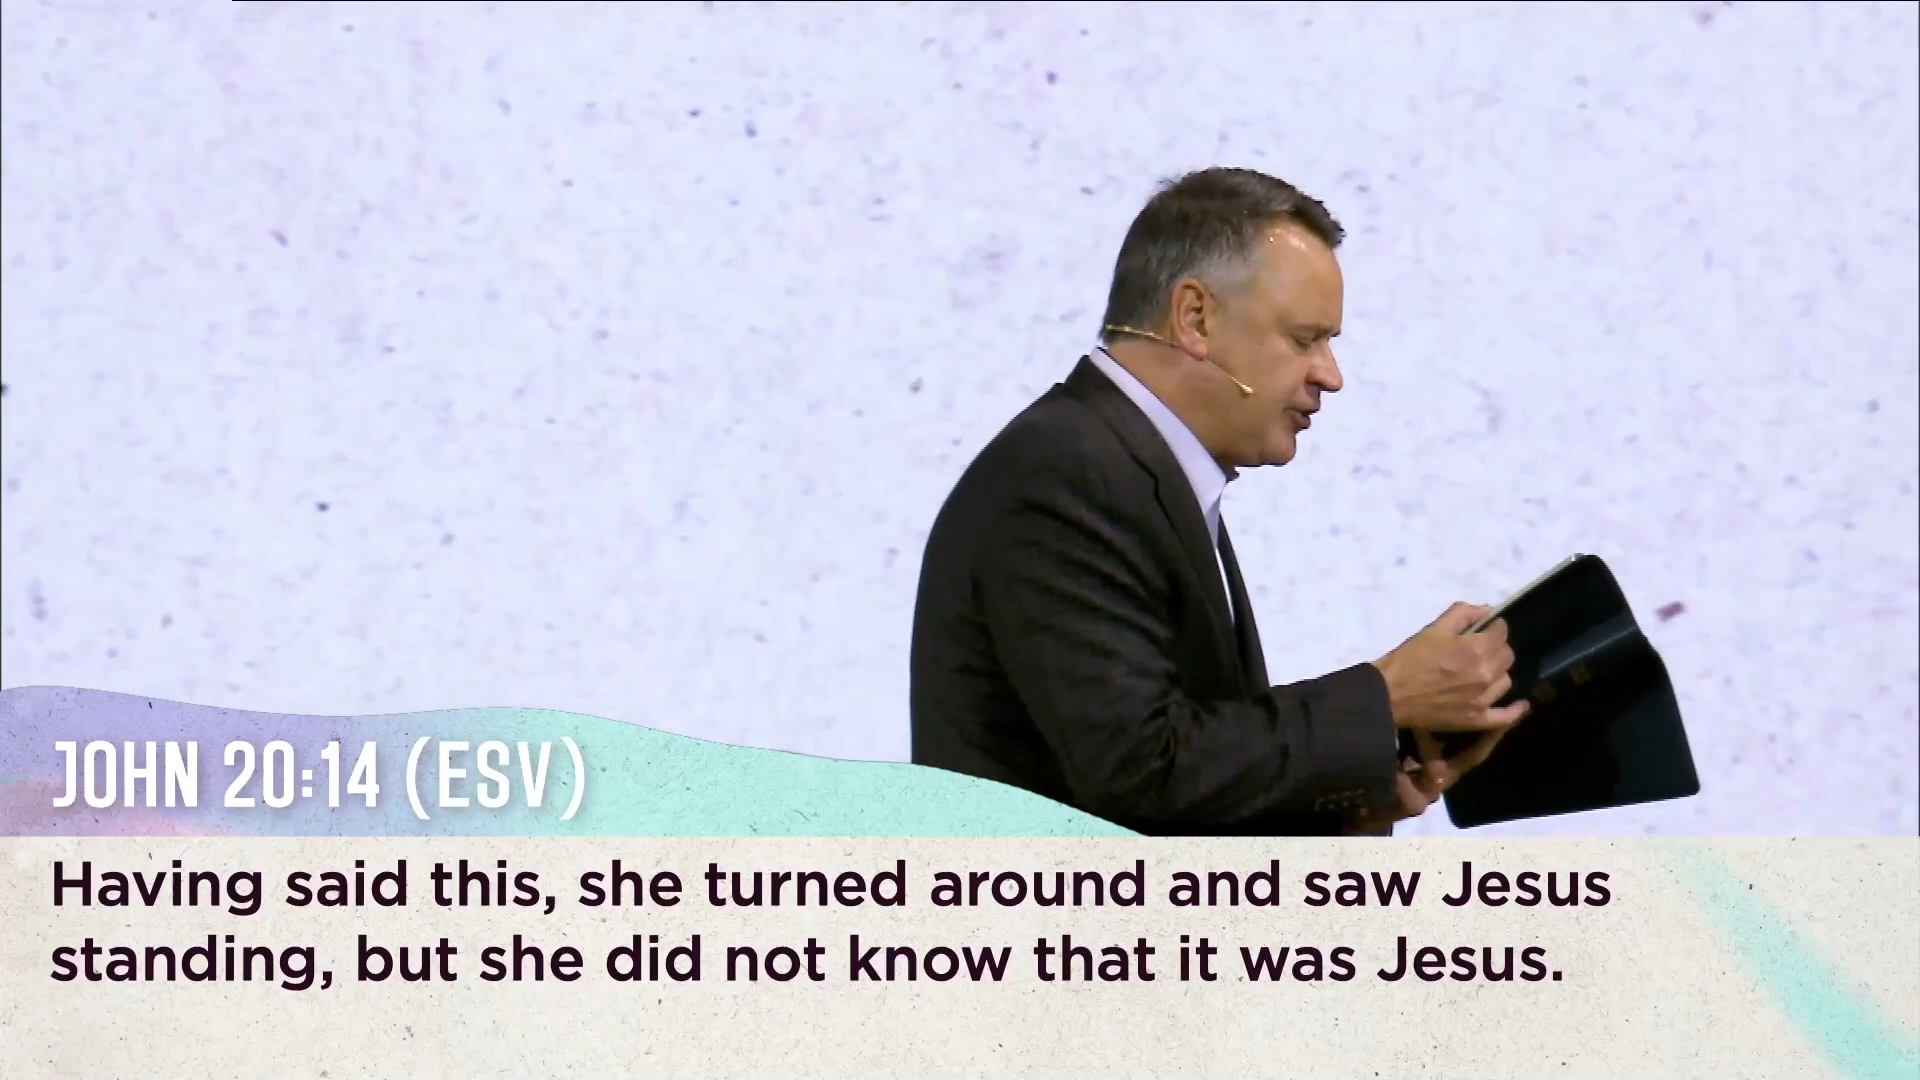 JOHN 20:14 (ESV)
Having said this, she turned around and saw Jesus
standing, but she did not know that it was Jesus.